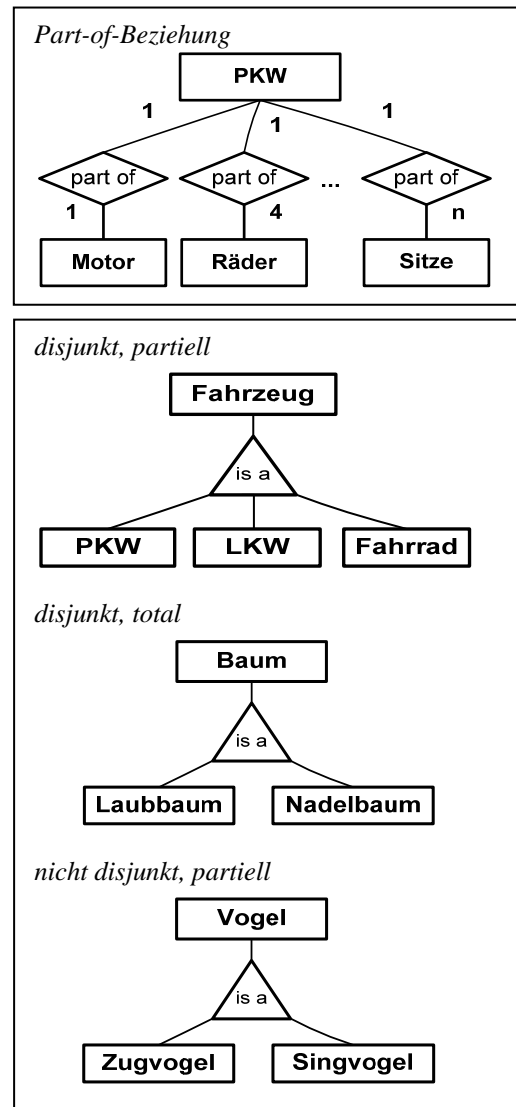 Part-of-Beziehung
PKW
1 1 1
part of part of ... part of
1 4 n
Motor Räder Sitze
disjunkt, partiell
Fahrzeug
is a
PKW LKW Fahrrad
disjunkt, total
Baum
is a
Laubbaum Nadelbaum
nicht disjunkt, partiell
Vogel
is a
Zugvogel Singvogel